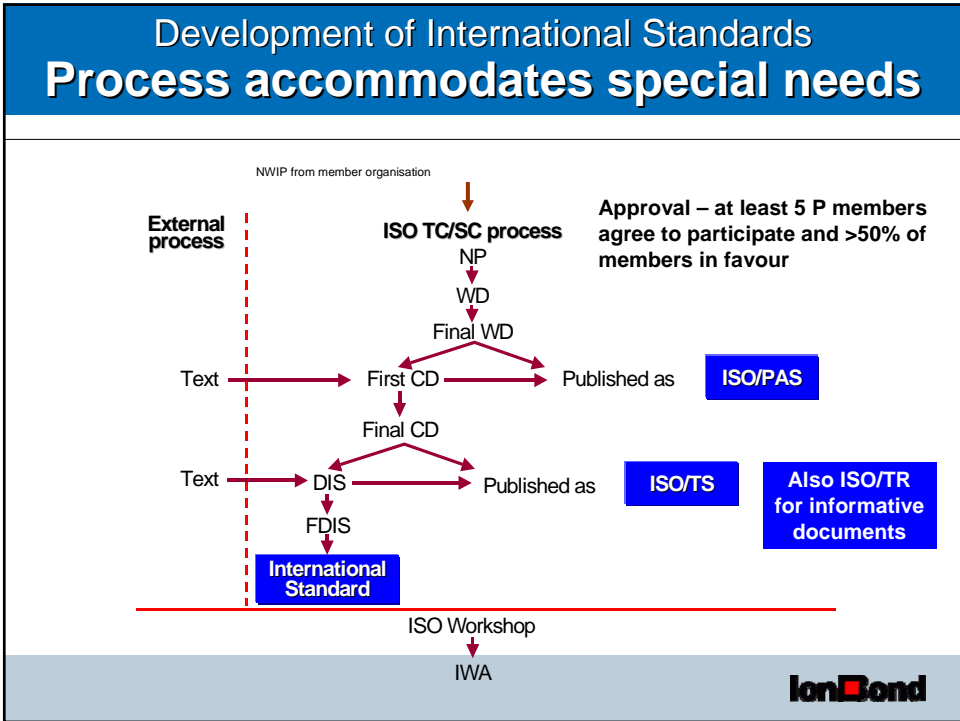 Development of International Standards
Process accommodates special needs
NWIP from member organisation
External
process
ISO TC/SC process
Approval – at least 5 P members
agree to participate and >50% of
members in favour
NP
WD
Final WD
Text
First CD
Published as
ISO/PAS
Final CD
Text
DIS
Published as
ISO/TS
Also ISO/TR
for informative
documents
FDIS
International
Standard
ISO Workshop
IWA
IonBond